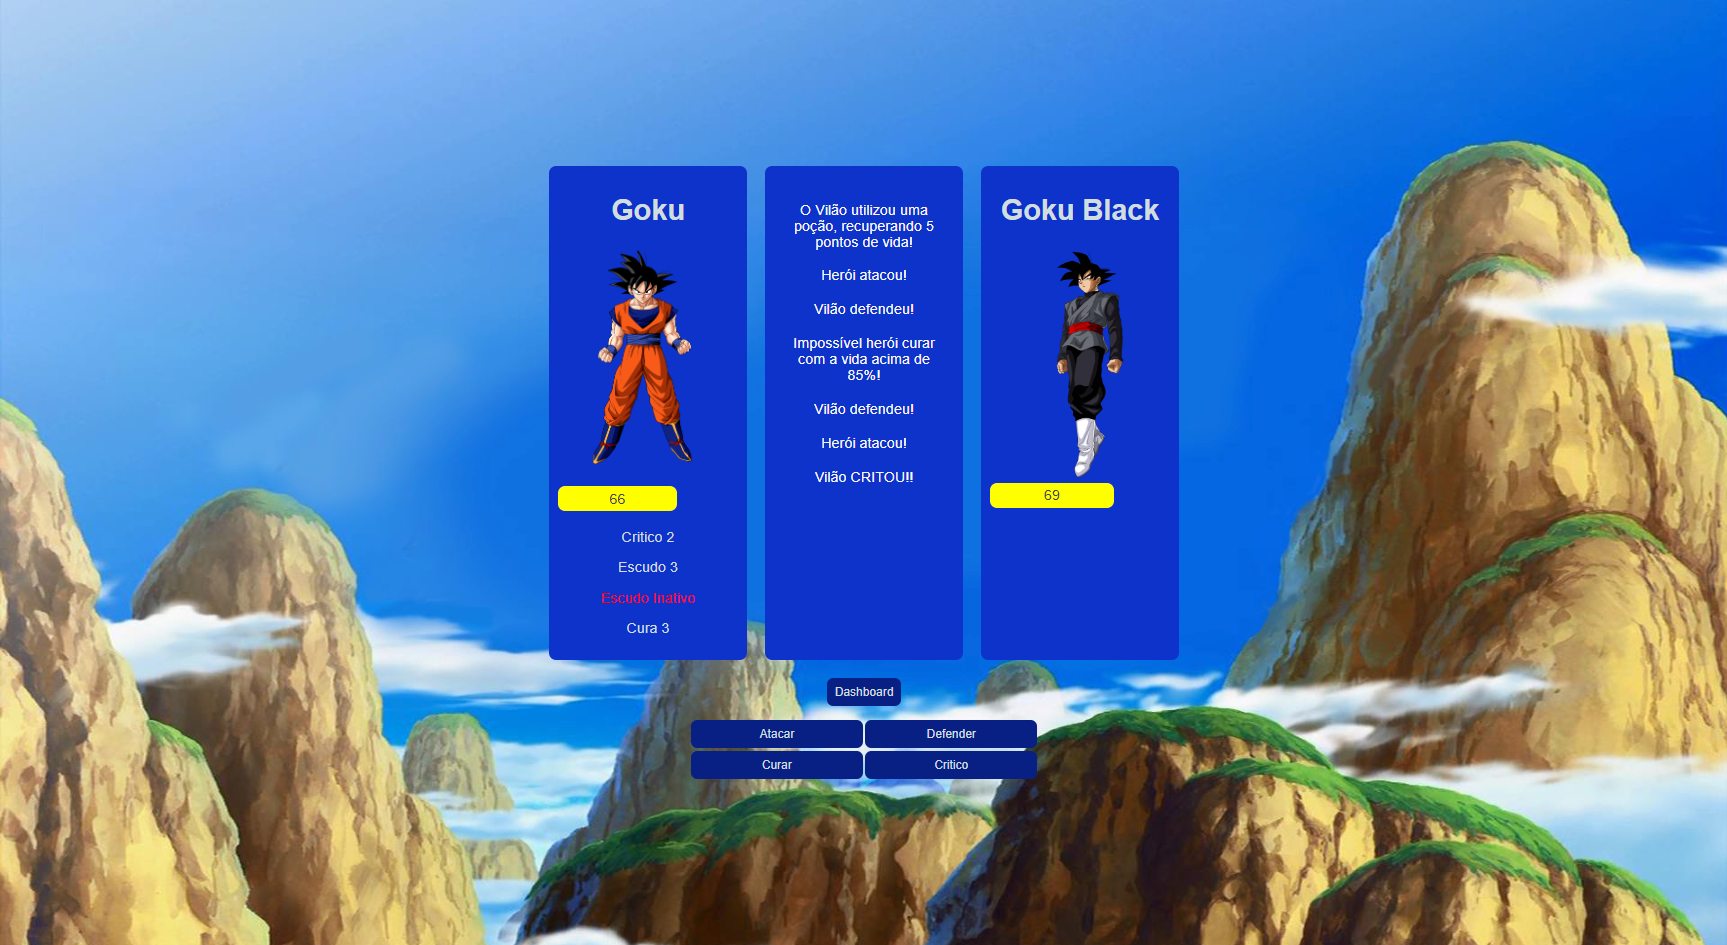 Goku
66
Critico 2
Escudo 3
Escudo Inativo
Cura 3
O Vilão utilizou uma
poção, recuperando 5
pontos de vida!
Herói atacou!
Vilão defendeu!
Impossível herói curar
com a vida acima de
85%!
Vilão defendeu!
Herói atacou!
Vilão CRITOU!!
Goku Black
69
Dashboard
Atacar
Defender
Curar
Critico